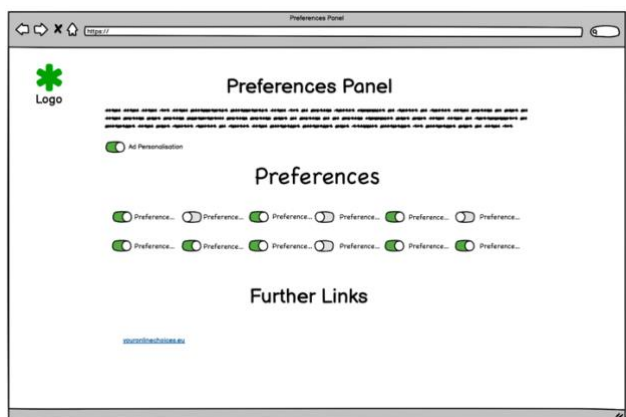 Preferences Panel
https://
Logo
Preferences Panel
Ad Personalisation
Preferences
Preference... Preference... Preference... Preference... Preference... Preference...
Preference... Preference... Preference... Preference... Preference... Preference...
Further Links
youronlinechoices.eu